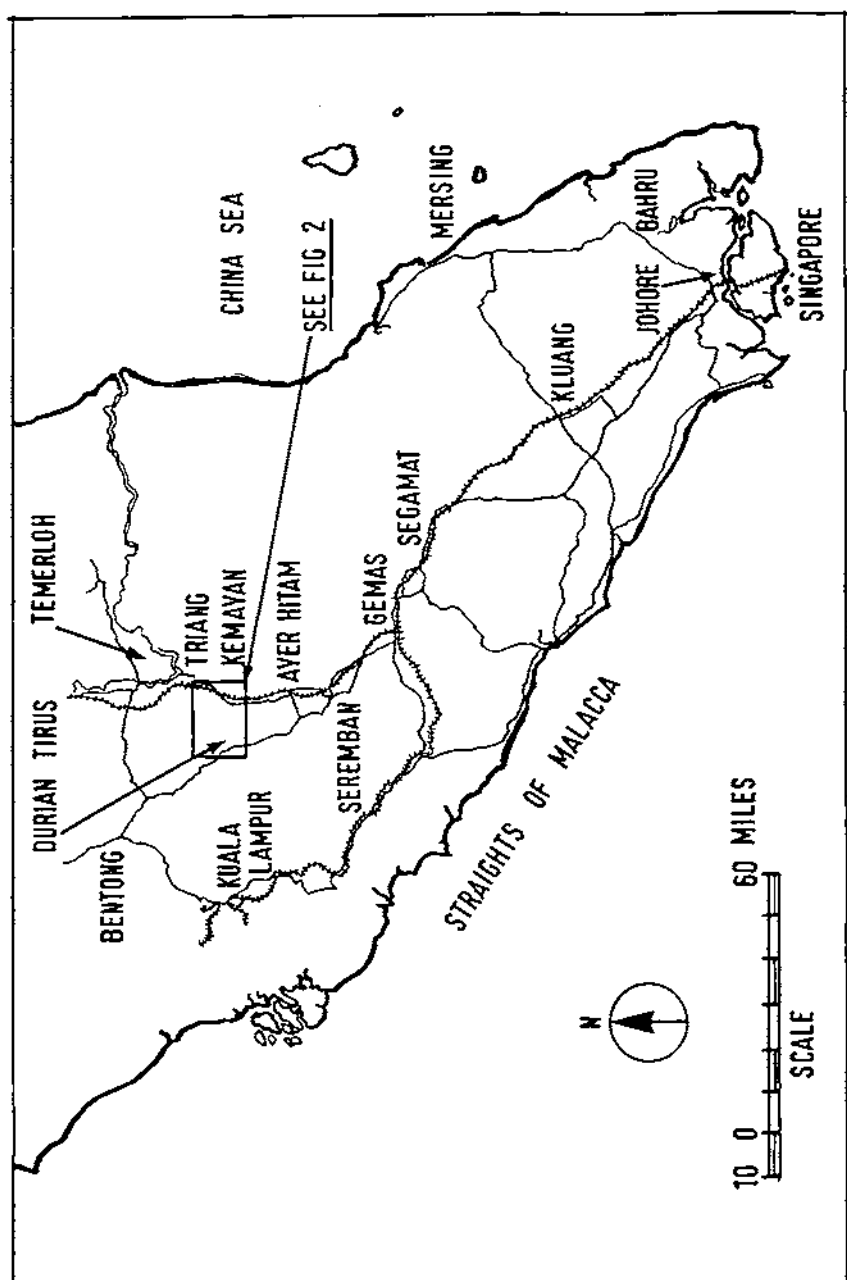 TEMERLOH
DURIAN TIRUS
BENTONG
TRIANG
KEMAYAN
CHINA SEA
KUALA
LAMPUR
AYER HITAM
SEE FIG 2
SEREMBAN
GEMAS
SEGAMAT
MERSING
STRAIGHTS OF MALACCA
KLUANG
JOHORE
BAHRU
SINGAPORE
N
10 0 60 MILES
SCALE